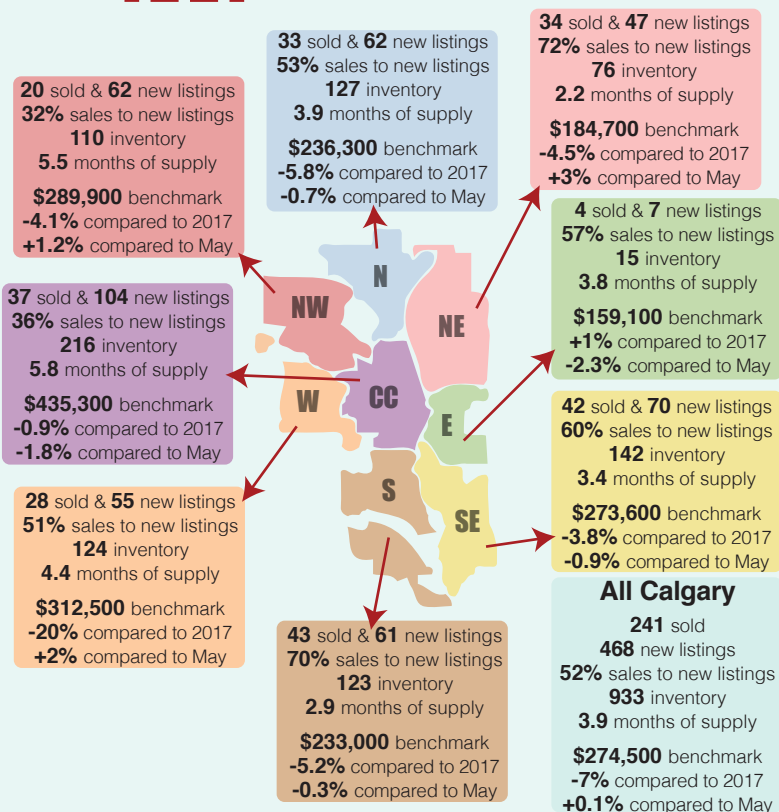 33 sold & 62 new listings
53% sales to new listings
127 inventory
3.9 months of supply
$236,300 benchmark
-5.8% compared to 2017
-0.7% compared to May
34 sold & 47 new listings
72% sales to new listings
76 inventory
2.2 months of supply
$184,700 benchmark
-4.5% compared to 2017
+3% compared to May
20 sold & 62 new listings
32% sales to new listings
110 inventory
5.5 months of supply
$289,900 benchmark
-4.1% compared to 2017
+1.2% compared to May
4 sold & 7 new listings
57% sales to new listings
15 inventory
3.8 months of supply
$159,100 benchmark
+1% compared to 2017
-2.3% compared to May
N
NW
NE
37 sold & 104 new listings
36% sales to new listings
216 inventory
5.8 months of supply
$435,300 benchmark
-0.9% compared to 2017
-1.8% compared to May
W
CC
E
42 sold & 70 new listings
60% sales to new listings
142 inventory
3.4 months of supply
$273,600 benchmark
-3.8% compared to 2017
-0.9% compared to May
S
SE
28 sold & 55 new listings
51% sales to new listings
124 inventory
4.4 months of supply
$312,500 benchmark
-20% compared to 2017
+2% compared to May
43 sold & 61 new listings
70% sales to new listings
123 inventory
2.9 months of supply
$233,000 benchmark
-5.2% compared to 2017
-0.3% compared to May
All Calgary
241 sold
468 new listings
52% sales to new listings
933 inventory
3.9 months of supply
$274,500 benchmark
-7% compared to 2017
+0.1% compared to May